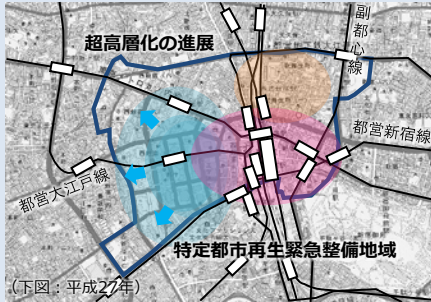 超高層化の進展
副都心線
都営新宿線
都営大江戸線
特定都市再生緊急整備地域
(下図:平成27年)